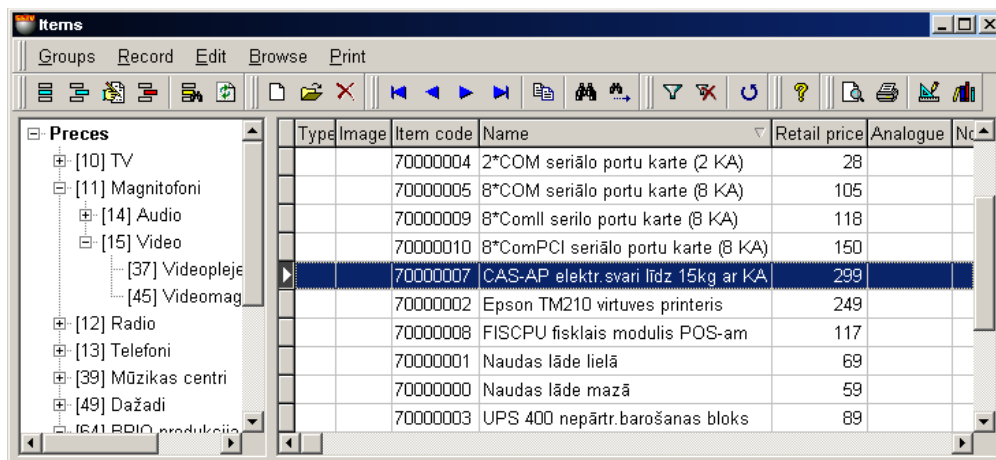 Items
Groups Record Edit Browse Print
Preces
[10] TV
[11] Magnitofoni
[14] Audio
[15] Video
[37] Videopleje
[45] Videomag
[12] Radio
[13] Telefoni
[39] Mūzikas centri
[49] Dažadi
[64] BRIO produkcija
Type Image Item code Name Retail price Analogue No
70000004 2*COM seriālo portu karte (2 KA) 28
70000005 8*COM seriālo portu karte (8 KA) 105
70000009 8*ComII serilo portu karte (8 KA) 118
70000010 8*ComPCI seriālo portu karte (8 KA) 150
70000007 CAS-AP elektr.svari līdz 15kg ar KA 299
70000002 Epson TM210 virtuves printeris 249
70000008 FISCPU fisklais modulis POS-am 117
70000001 Naudas lāde lielā 69
70000000 Naudas lāde mazā 59
70000003 UPS 400 nepārtr.barošanas bloks 89